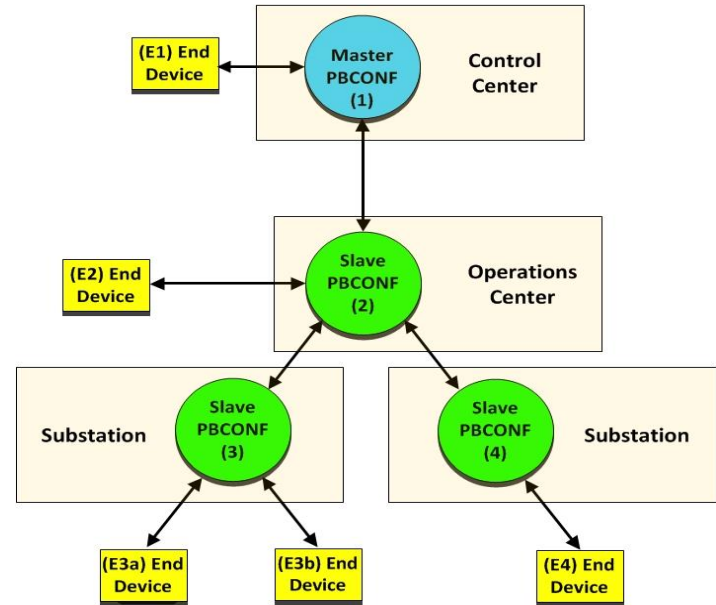 (E1) End
Device
Master
PBCONF
(1)
Control
Center
(E2) End
Device
Slave
PBCONF
(2)
Operations
Center
Substation
Slave
PBCONF
(3)
Slave
PBCONF
(4)
Substation
(E3a) End
Device
(E3b) End
Device
(E4) End
Device